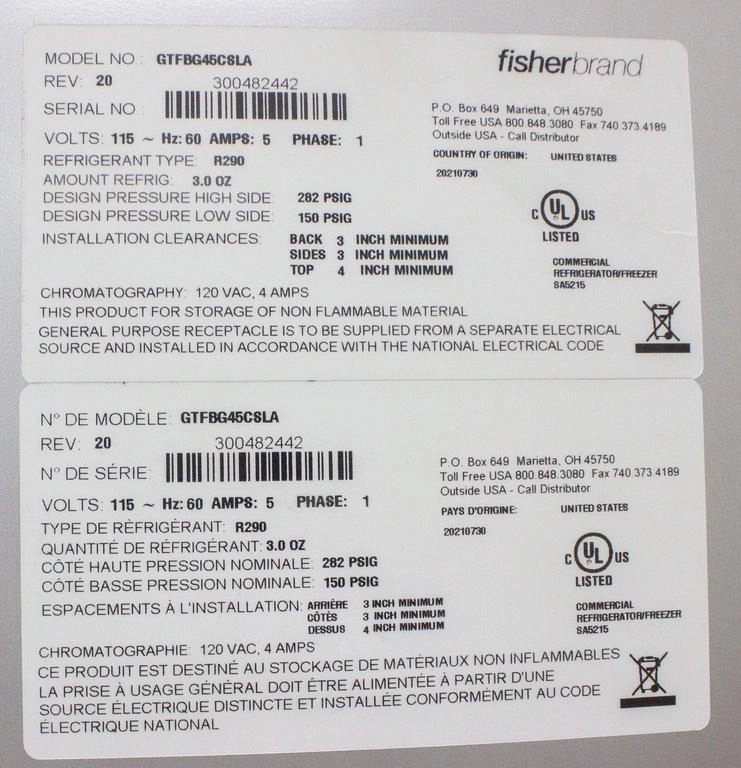 fisherbrand
MODEL NO.: GTFBG45CSLA
REV: 20
300482442
SERIAL NO.:
VOLTS: 115 ~ Hz: 60 AMPS: 5 PHASE: 1
REFRIGERANT TYPE: R290
AMOUNT REFRIG: 3.0 OZ
DESIGN PRESSURE HIGH SIDE: 282 PSIG
DESIGN PRESSURE LOW SIDE: 150 PSIG
INSTALLATION CLEARANCES: BACK 3 INCH MINIMUM
SIDES 3 INCH MINIMUM
TOP 4 INCH MINIMUM
P.O. Box 649 Marietta, OH 45750
Toll Free USA 800.848.3080 Fax 740.373.4189
Outside USA - Call Distributor
COUNTRY OF ORIGIN: UNITED STATES
20210730
C UL US
LISTED
COMMERCIAL
REFRIGERATOR/FREEZER
SA5215
CHROMATOGRAPHY: 120 VAC, 4 AMPS
THIS PRODUCT FOR STORAGE OF NON FLAMMABLE MATERIAL
GENERAL PURPOSE RECEPTACLE IS TO BE SUPPLIED FROM A SEPARATE ELECTRICAL
SOURCE AND INSTALLED IN ACCORDANCE WITH THE NATIONAL ELECTRICAL CODE
N° DE MODÈLE: GTFBG45CSLA
REV: 20
300482442
N° DE SÉRIE:
VOLTS: 115 ~ Hz: 60 AMPS: 5 PHASE: 1
TYPE DE RÈFRIGÈRANT: R290
QUANTITÉ DE RÉFRIGÉRANT: 3.0 OZ
CÔTÉ HAUTE PRESSION NOMINALE: 282 PSIG
CÔTÉ BASSE PRESSION NOMINALE: 150 PSIG
ESPACEMENTS À L'INSTALLATION: ARRIÈRE 3 INCH MINIMUM
CÔTÉS 3 INCH MINIMUM
DESSUS 4 INCH MINIMUM
P.O. Box 649 Marietta, OH 45750
Toll Free USA 800.848.3080 Fax 740.373.4189
Outside USA - Call Distributor
PAYS D'ORIGINE: UNITED STATES
20210730
C UL US
LISTED
COMMERCIAL
REFRIGERATOR/FREEZER
SA5215
CHROMATOGRAPHIE: 120 VAC, 4 AMPS
CE PRODUIT EST DESTINÉ AU STOCKAGE DE MATÉRIAUX NON INFLAMMABLES
LA PRISE À USAGE GÉNÉRAL DOIT ÊTRE ALIMENTÉE À PARTIR D'UNE
SOURCE ÉLECTRIQUE DISTINCTE ET INSTALLÉE CONFORMÉMENT AU CODE
ÉLECTRIQUE NATIONAL